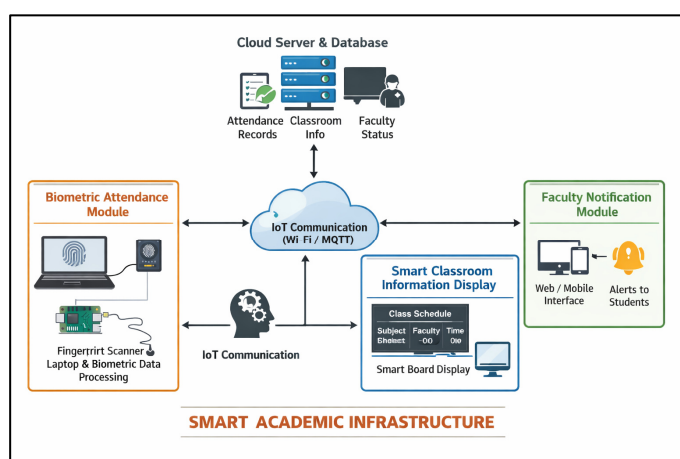 Cloud Server & Database
Attendance
Records
Classroom
Info
Faculty
Status
Biometric Attendance
Module
Fingerrirt Scanner
Laptop & Biometric Data
Processing
IoT Communication
(Wi Fi / MQTT)
IoT Communication
Smart Classroom
Information Display
Class Schedule
Subject Faculty Time
-00
Smart Board Display
Faculty Notification
Module
Web / Mobile
Interface
Alerts to
Students
SMART ACADEMIC INFRASTRUCTURE